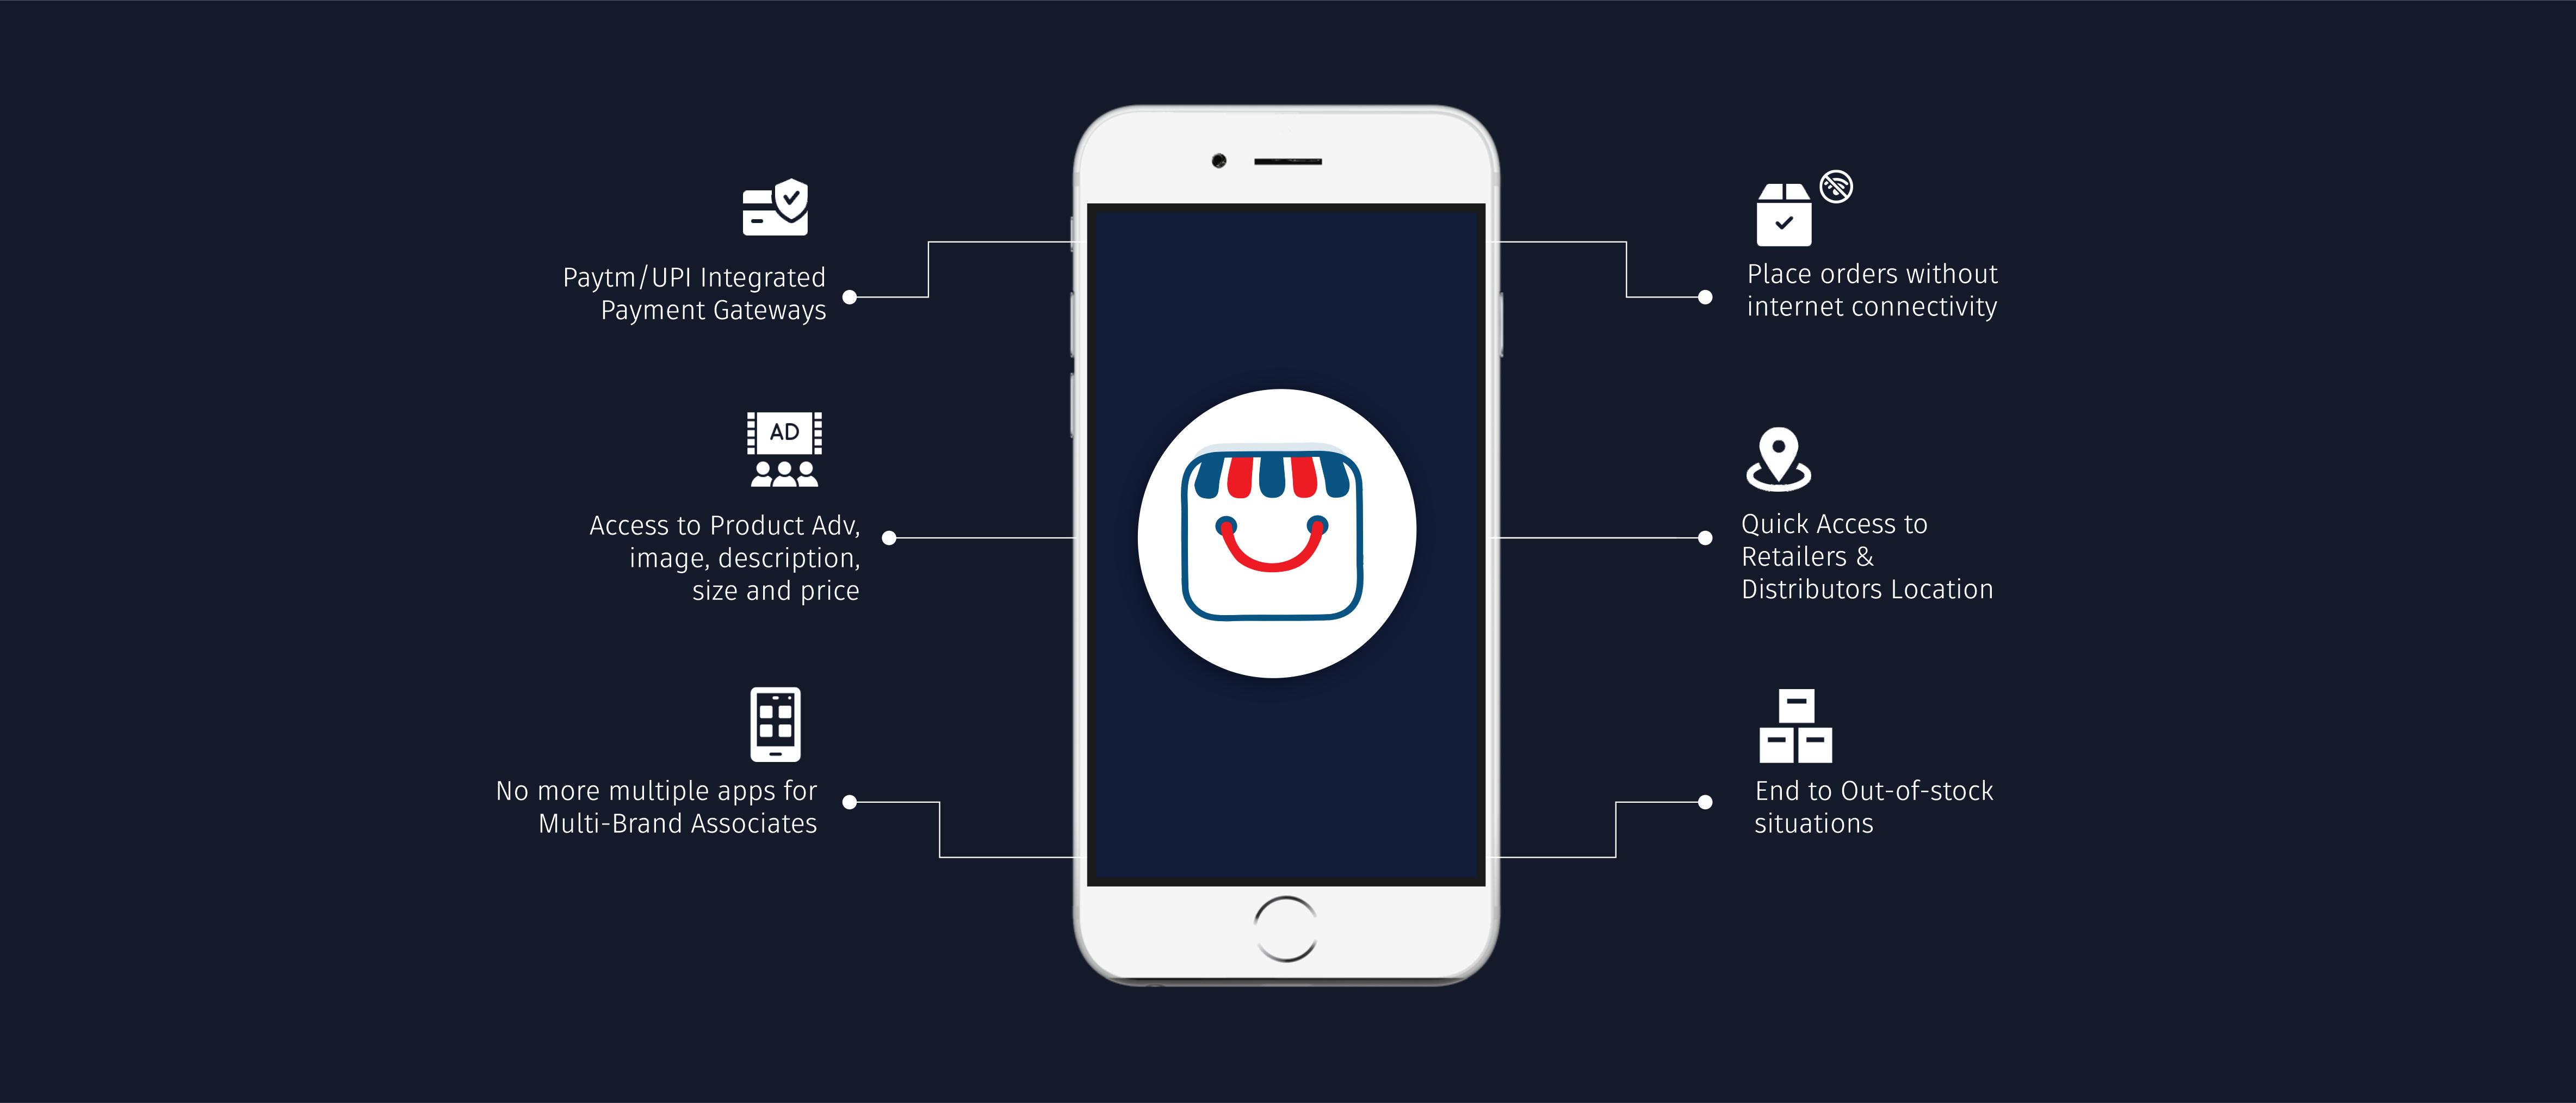 Paytm/UPI Integrated
Payment Gateways
AD
Access to Product Adv,
image, description,
size and price
No more multiple apps for
Multi-Brand Associates
Place orders without
internet connectivity
Quick Access to
Retailers &
Distributors Location
End to Out-of-stock
situations